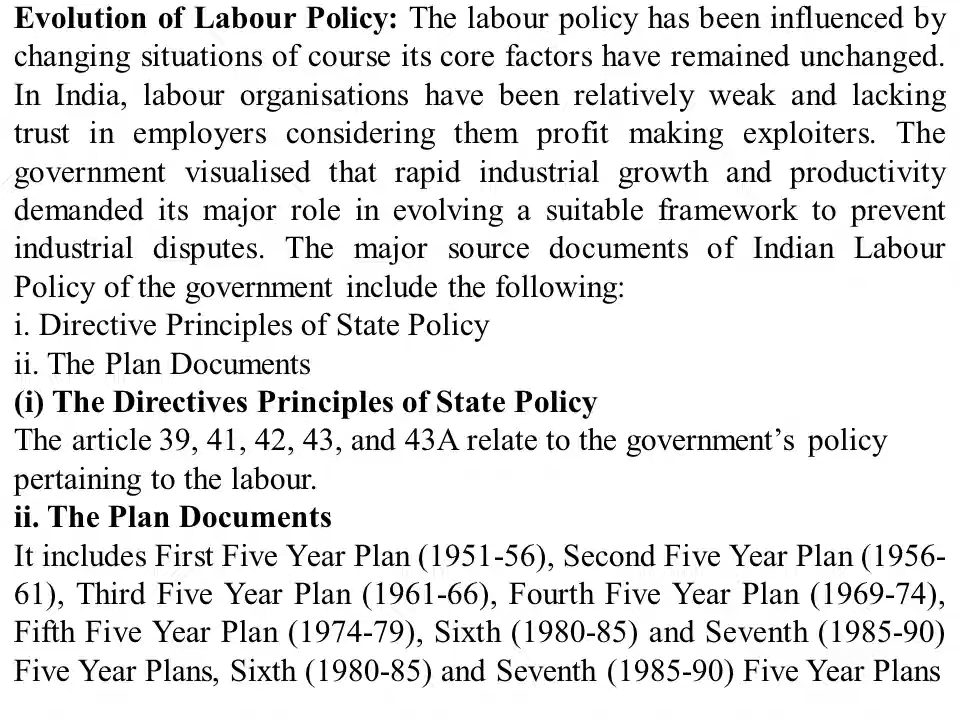 Evolution of Labour Policy: The labour policy has been influenced by
changing situations of course its core factors have remained unchanged.
In India, labour organisations have been relatively weak and lacking
trust in employers considering them profit making exploiters. The
government visualised that rapid industrial growth and productivity
demanded its major role in evolving a suitable framework to prevent
industrial disputes. The major source documents of Indian Labour
Policy of the government include the following:
i. Directive Principles of State Policy
ii. The Plan Documents
(i) The Directives Principles of State Policy
The article 39, 41, 42, 43, and 43A relate to the government’s policy
pertaining to the labour.
ii. The Plan Documents
It includes First Five Year Plan (1951-56), Second Five Year Plan (1956-
61), Third Five Year Plan (1961-66), Fourth Five Year Plan (1969-74),
Fifth Five Year Plan (1974-79), Sixth (1980-85) and Seventh (1985-90)
Five Year Plans, Sixth (1980-85) and Seventh (1985-90) Five Year Plans